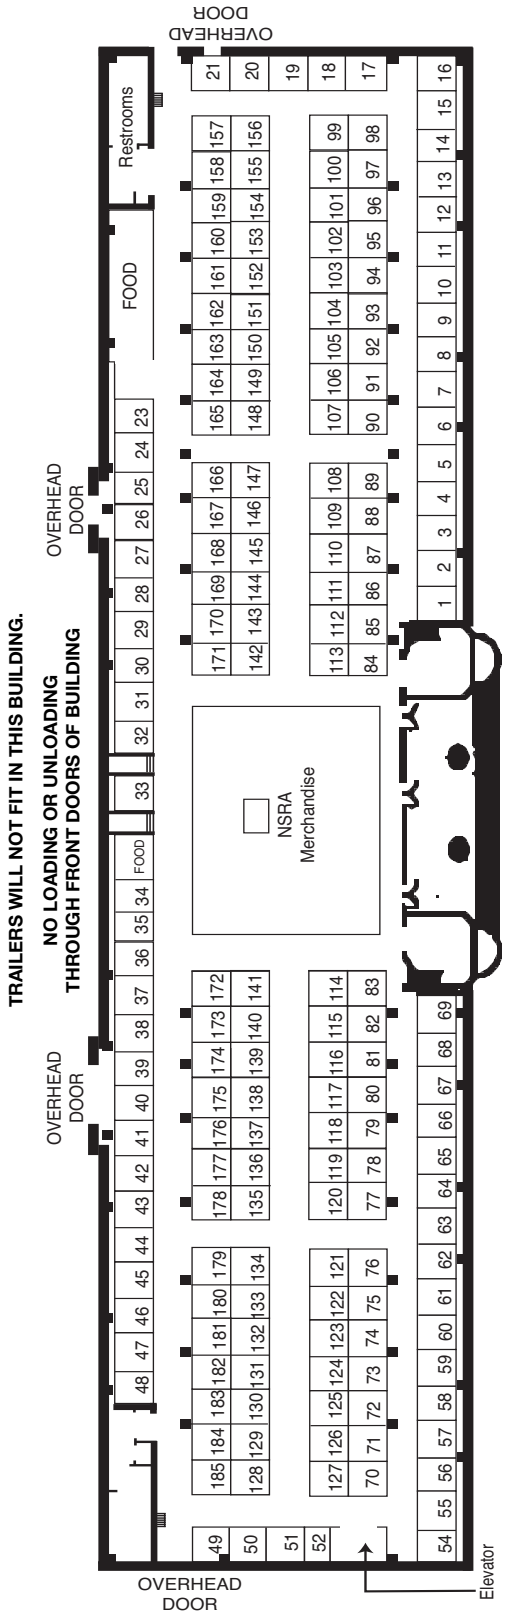 TRAILERS WILL NOT FIT IN THIS BUILDING.
NO LOADING OR UNLOADING
THROUGH FRONT DOORS OF BUILDING
OVERHEAD
DOOR
OVERHEAD
DOOR
48 47 46 45 44 43 42 41 40 39 38 37 36 35 34 FOOD 33 32 31 30 29 28 27 26 25 24 23 FOOD Restrooms
OVERHEAD
DOOR
OVERHEAD
DOOR
49 185 184 183 182 181 180 179 178 177 176 175 174 173 172 171 170 169 168 167 166 165 164 163 162 161 160 159 158 157 21
50 128 129 130 131 132 133 134 135 136 137 138 139 140 141 142 143 144 145 146 147 148 149 150 151 152 153 154 155 156 20
NSRA
Merchandise
51 19
52 127 126 125 124 123 122 121 120 119 118 117 116 115 114 113 112 111 110 109 108 107 106 105 104 103 102 101 100 99 18
70 71 72 73 74 75 76 77 78 79 80 81 82 83 84 85 86 87 88 89 90 91 92 93 94 95 96 97 98 17
54 55 56 57 58 59 60 61 62 63 64 65 66 67 68 69 1 2 3 4 5 6 7 8 9 10 11 12 13 14 15 16
Elevator